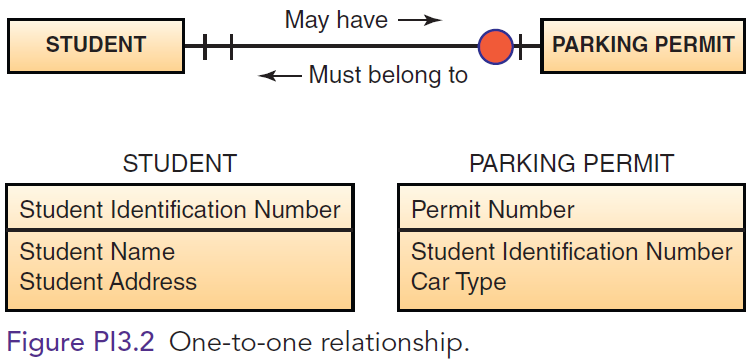 May have
STUDENT
PARKING PERMIT
Must belong to
STUDENT
Student Identification Number
Student Name
Student Address
PARKING PERMIT
Permit Number
Student Identification Number
Car Type
Figure PI3.2 One-to-one relationship.